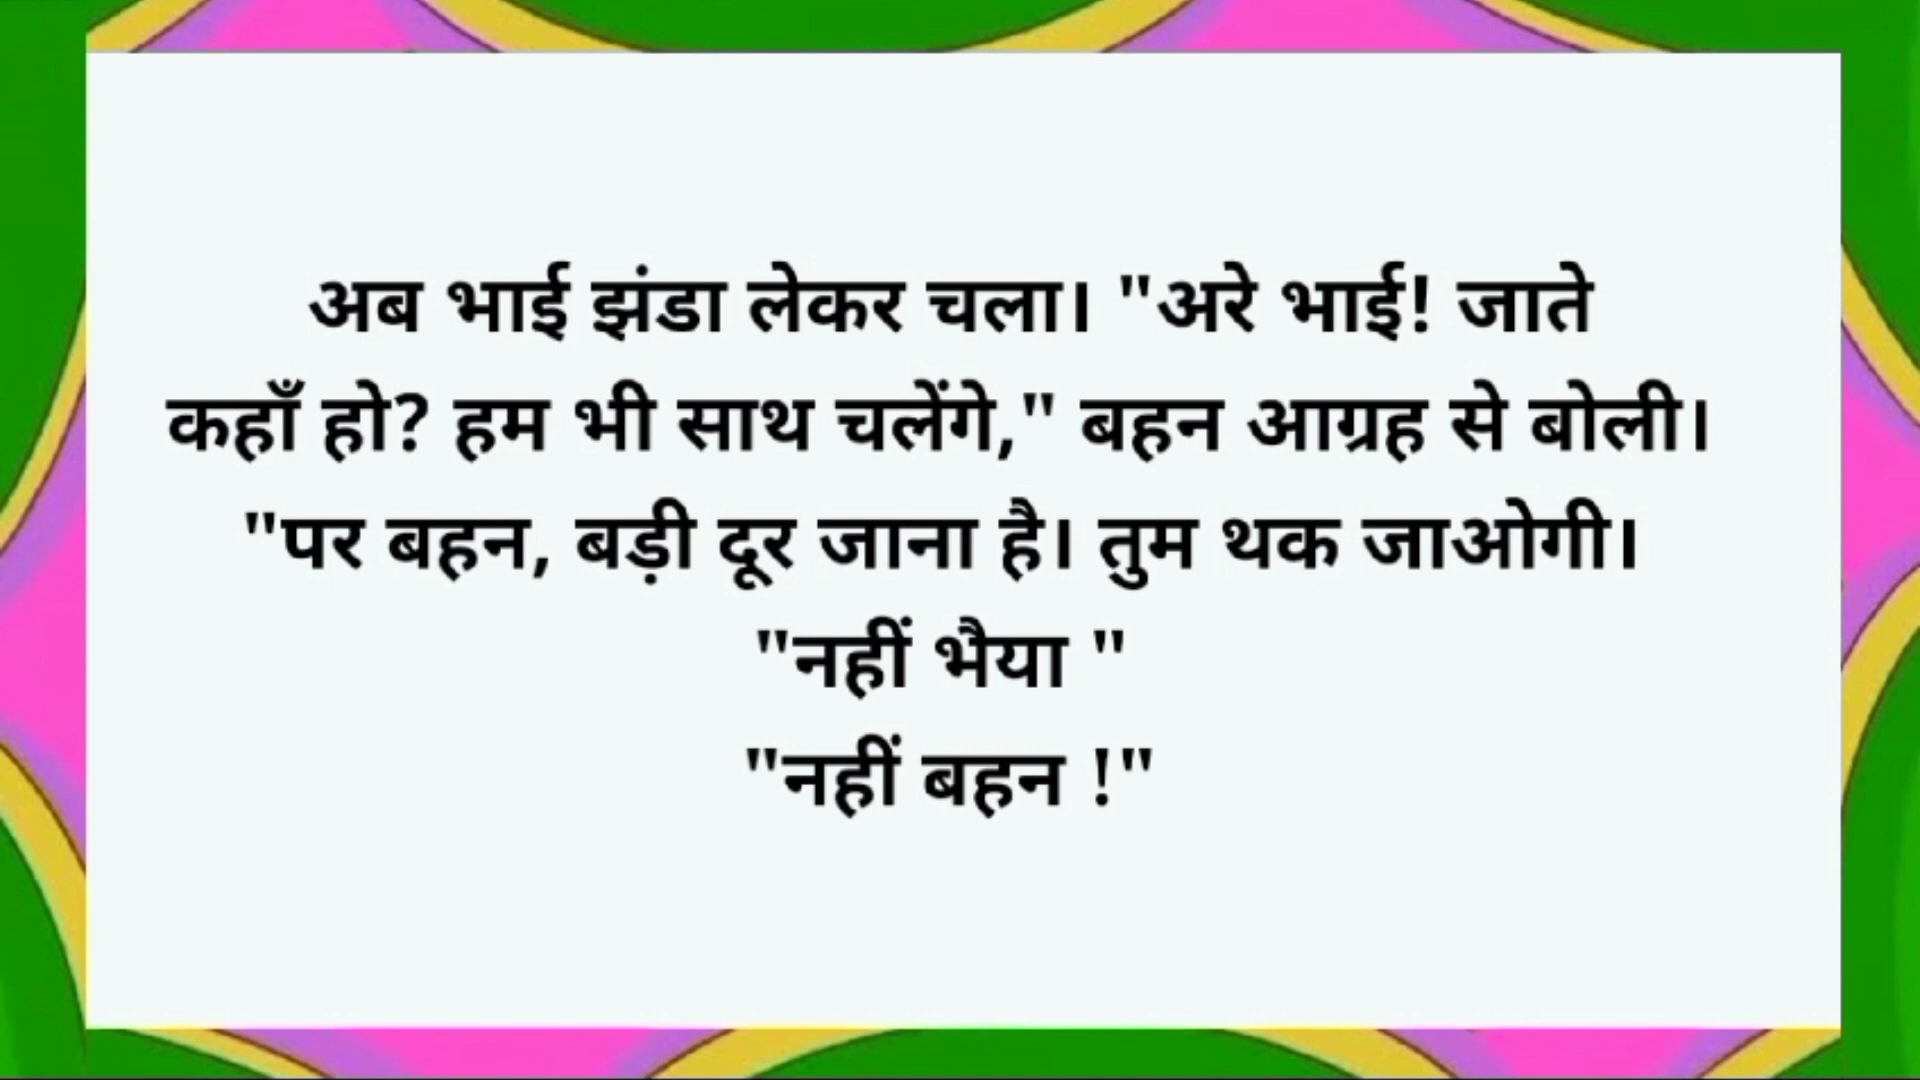 अब भाई झंडा लेकर चला। "अरे भाई! जाते
कहाँ हो? हम भी साथ चलेंगे," बहन आग्रह से बोली।
"पर बहन, बड़ी दूर जाना है। तुम थक जाओगी।
"नहीं भैया "
"नहीं बहन !"